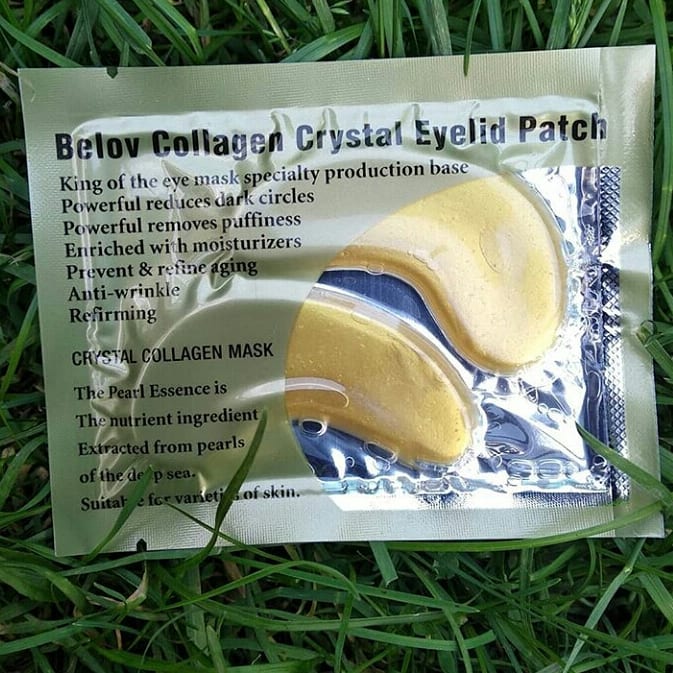 Belov Collagen Crystal Eyelid Patch
King of the eye mask specialty production base
Powerful reduces dark circles
Powerful removes puffiness
Enriched with moisturizers
Prevent & refine aging
Anti-wrinkle
Refirming
CRYSTAL COLLAGEN MASK
The Pearl Essence is
The nutrient ingredient
Extracted from pearls
of the deep sea.
Suitable for varieties of skin.